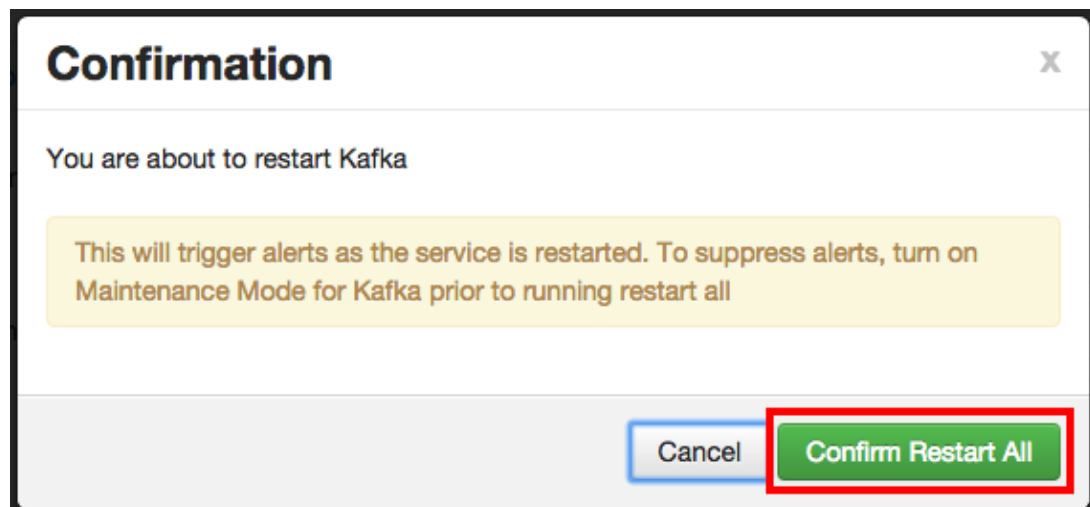 Confirmation
x
You are about to restart Kafka
This will trigger alerts as the service is restarted. To suppress alerts, turn on
Maintenance Mode for Kafka prior to running restart all
Cancel
Confirm Restart All